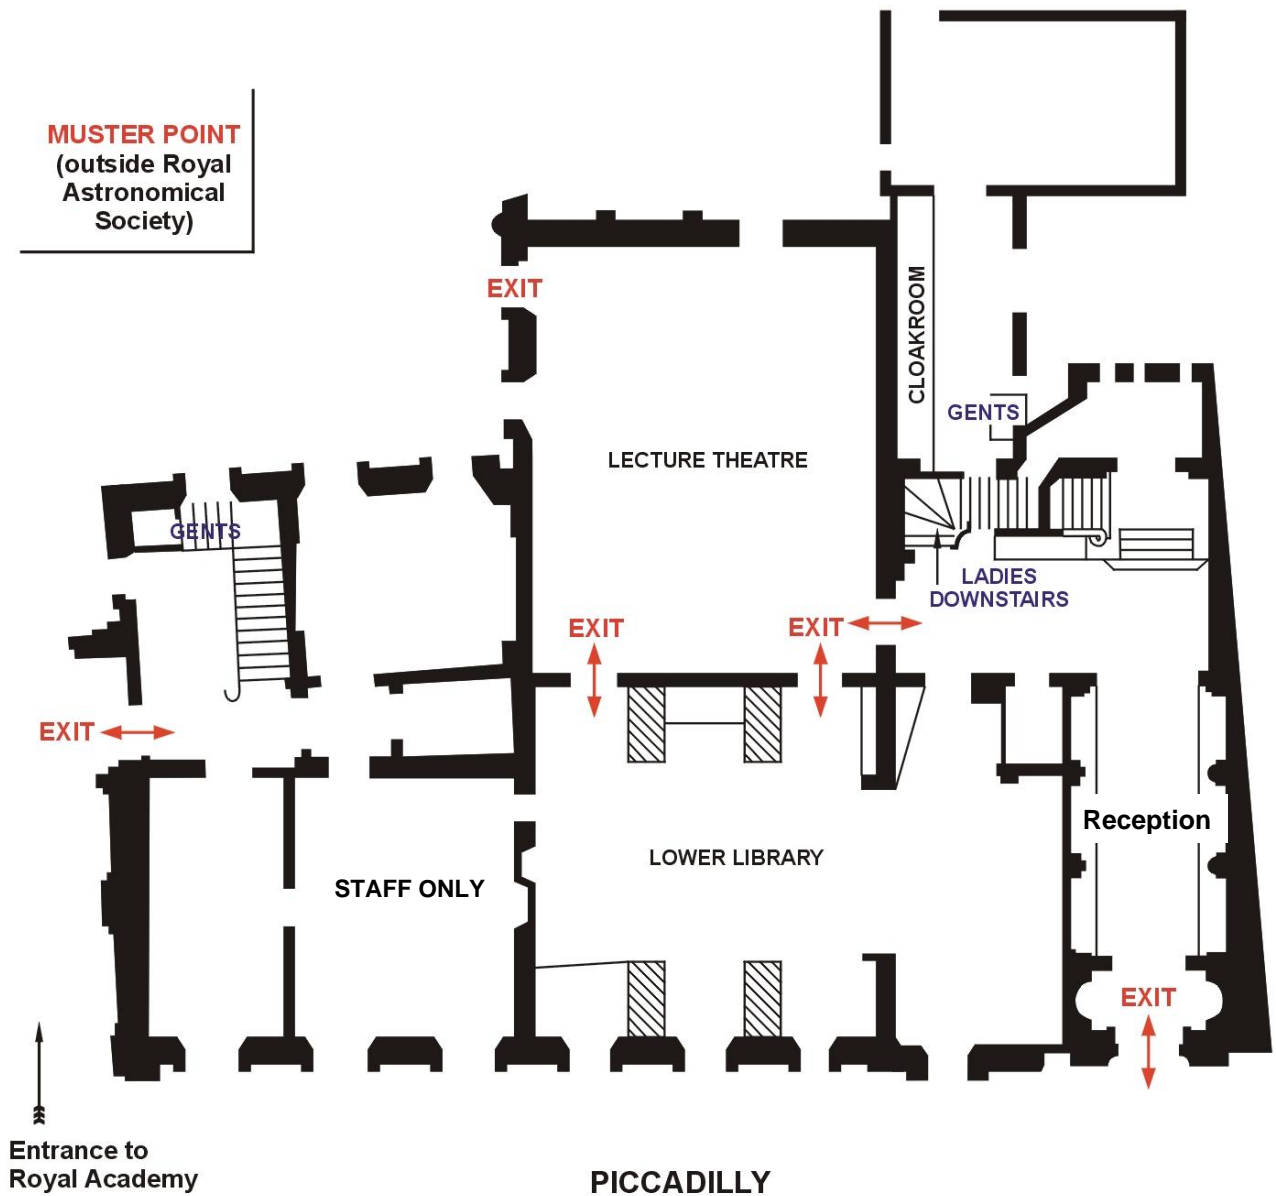 MUSTER POINT
(outside Royal
Astronomical
Society)
EXIT
CLOAKROOM
GENTS
LECTURE THEATRE
GENTS
LADIES
DOWNSTAIRS
EXIT
EXIT
EXIT
Reception
LOWER LIBRARY
STAFF ONLY
EXIT
Entrance to
Royal Academy
PICCADILLY